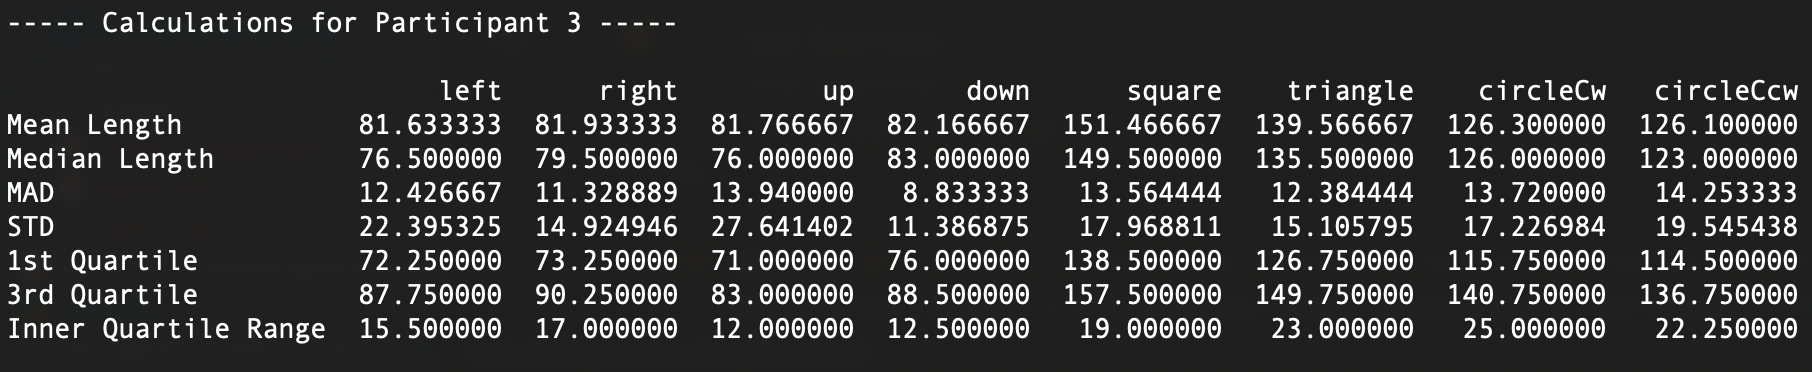 ----- Calculations for Participant 3 -----
left right up down square triangle circleCw circleCcw
Mean Length 81.633333 81.933333 81.766667 82.166667 151.466667 139.566667 126.300000 126.100000
Median Length 76.500000 79.500000 76.000000 83.000000 149.500000 135.500000 126.000000 123.000000
MAD 12.426667 11.328889 13.940000 8.833333 13.564444 12.384444 13.720000 14.253333
STD 22.395325 14.924946 27.641402 11.386875 17.968811 15.105795 17.226984 19.545438
1st Quartile 72.250000 73.250000 71.000000 76.000000 138.500000 126.750000 115.750000 114.500000
3rd Quartile 87.750000 90.250000 83.000000 88.500000 157.500000 149.750000 140.750000 136.750000
Inner Quartile Range 15.500000 17.000000 12.000000 12.500000 19.000000 23.000000 25.000000 22.250000